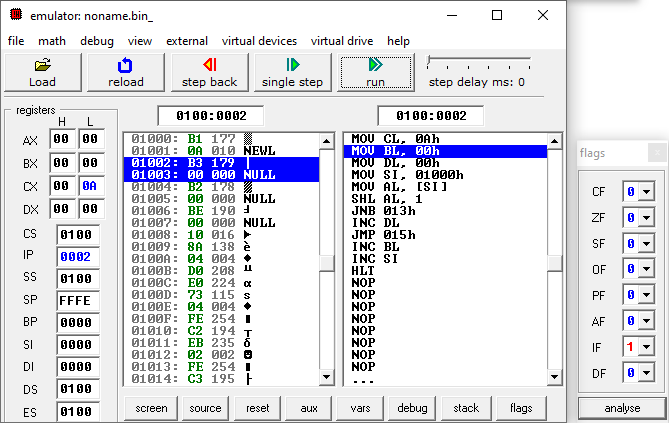 emulator: noname.bin_
file math debug view external virtual devices virtual drive help
Load reload step back single step run step delay ms: 0
registers
H L
AX 00 00
BX 00 00
CX 00 0A
DX 00 00
CS 0100
IP 0002
SS 0100
SP FFFE
BP 0000
SI 0000
DI 0000
DS 0100
ES 0100
0100:0002
01000: B1 177 ▒
01001: 0A 010 NEWL
01002: B3 179 │
01003: 00 000 NULL
01004: B2 178 ▓
01005: 00 000 NULL
01006: BE 190 ╛
01007: 00 000 NULL
01008: 10 016 ►
01009: 8A 138 è
0100A: 04 004 ♦
0100B: D0 208 ╨
0100C: E0 224 α
0100D: 73 115 s
0100E: 04 004 ♦
0100F: FE 254 ■
01010: C2 194 ┬
01011: EB 235 δ
01012: 02 002 ☻
01013: FE 254 ■
01014: C3 195 ├
0100:0002
MOV CL, 0Ah
MOV BL, 00h
MOV DL, 00h
MOV SI, 01000h
MOV AL, [SI]
SHL AL, 1
JNB 013h
INC DL
JMP 015h
INC BL
INC SI
HLT
NOP
NOP
NOP
NOP
NOP
NOP
NOP
NOP
...
screen source reset aux vars debug stack flags
flags x
CF 0
ZF 0
SF 0
OF 0
PF 0
AF 0
IF 1
DF 0
analyse